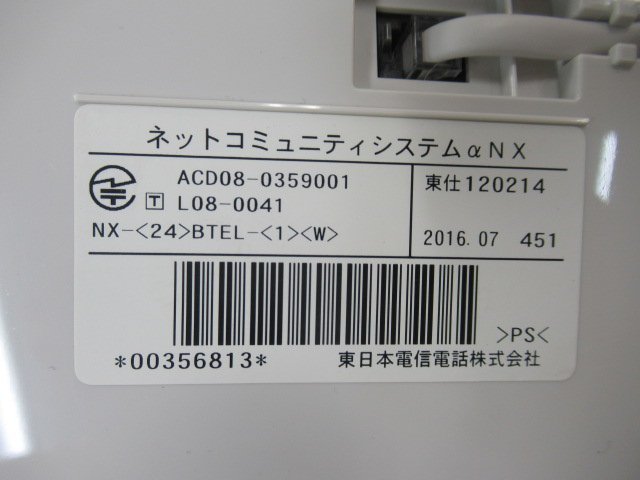 ネットコミュニティシステムαNX
ACD08-0359001
T L08-0041
NX-<24>BTEL-<1><W>
東仕120214
2016.07 451
>PS<
*00356813* 東日本電信電話株式会社